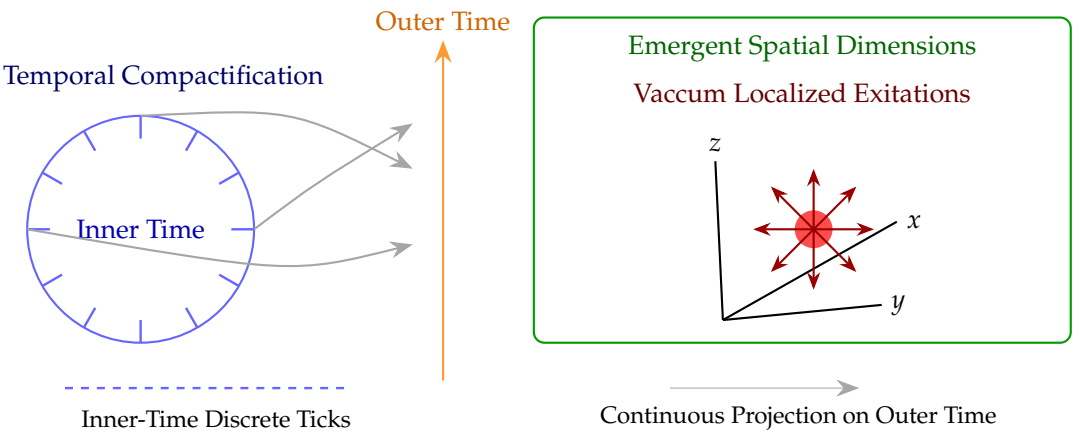 Outer Time
Temporal Compactification
Inner Time
Inner-Time Discrete Ticks
Emergent Spatial Dimensions
Vaccum Localized Exitations
z
x
y
Continuous Projection on Outer Time